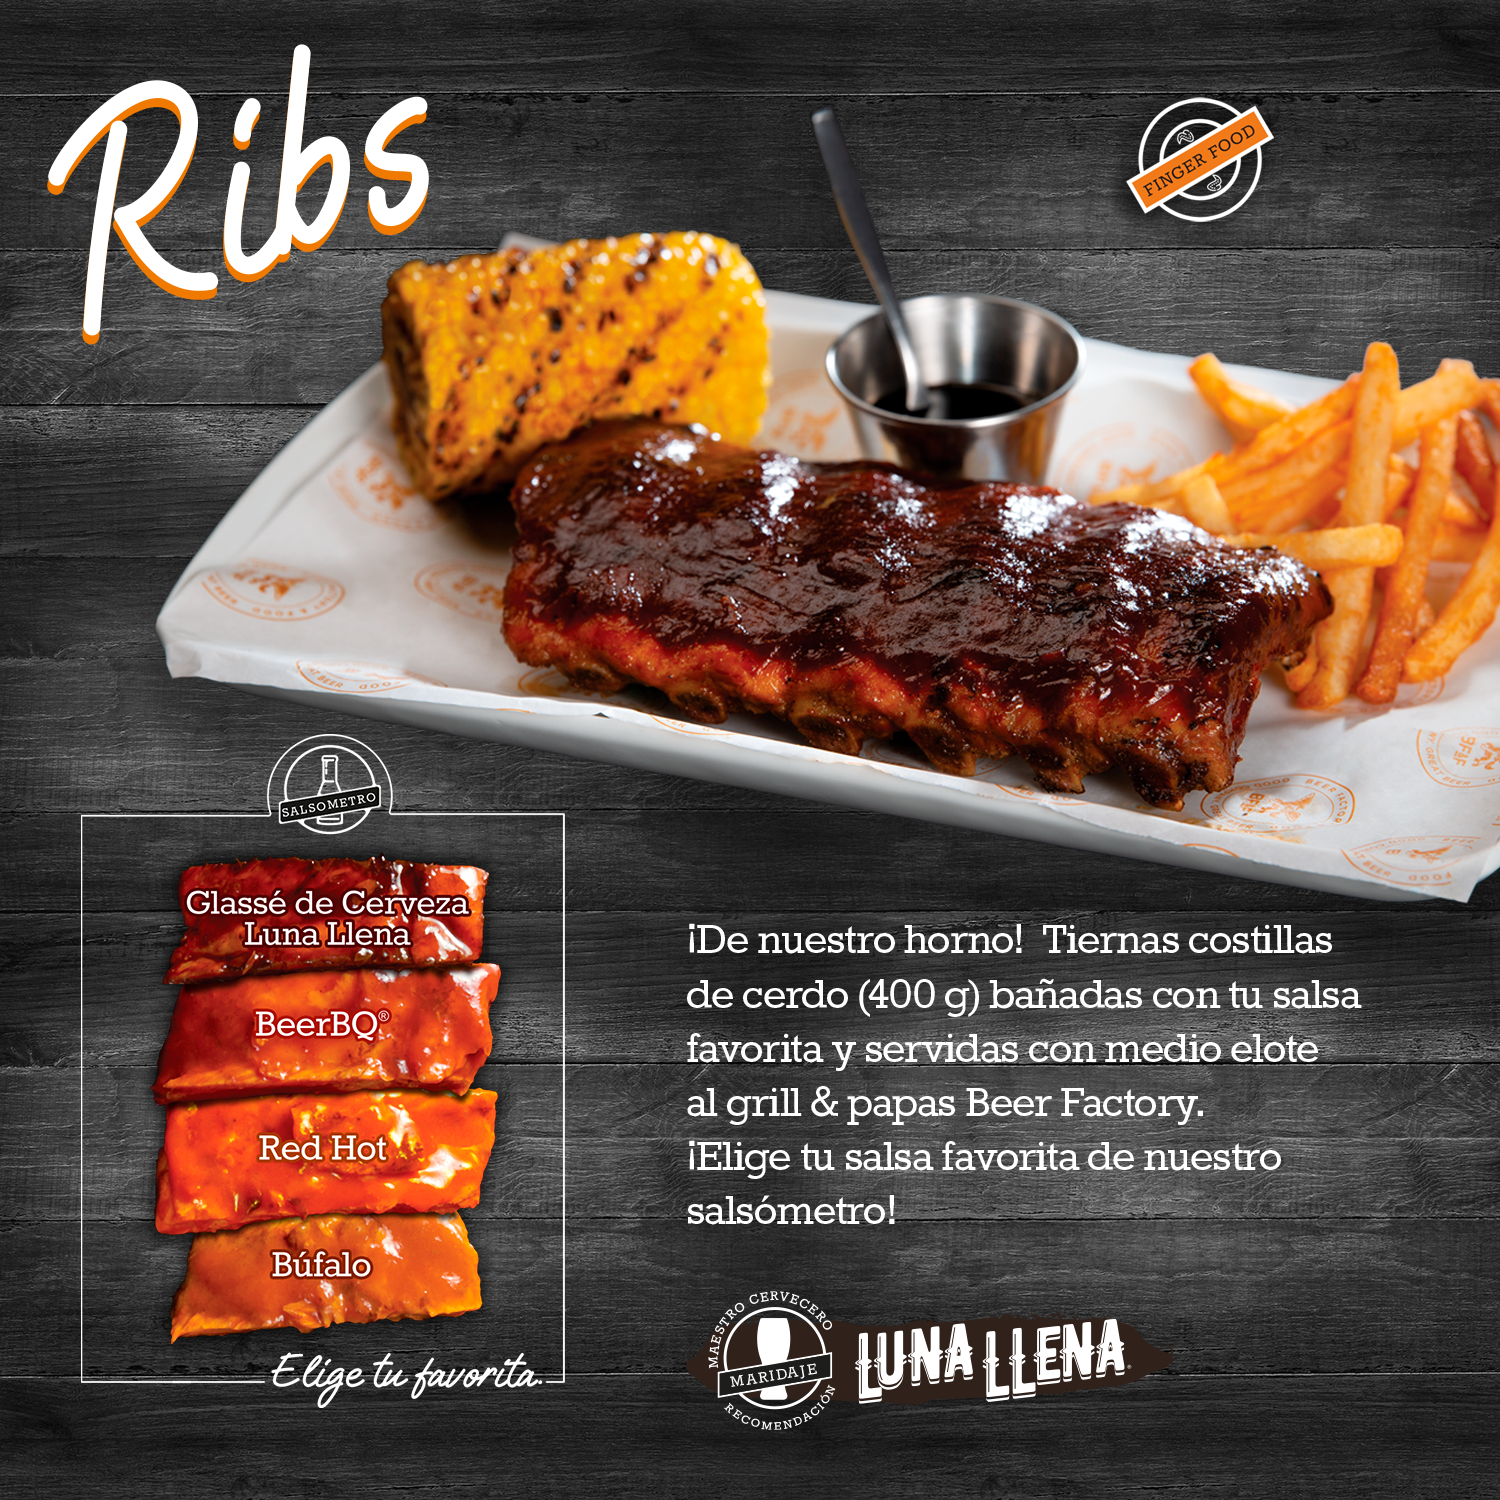 Ribs
FINGER FOOD
SALSOMETRO
Glassé de Cerveza
Luna Llena
BeerBQ®
Red Hot
Búfalo
Elige tu favorita.
¡De nuestro horno! Tiernas costillas
de cerdo (400 g) bañadas con tu salsa
favorita y servidas con medio elote
al grill & papas Beer Factory.
¡Elige tu salsa favorita de nuestro
salsómetro!
MAESTRO CERVECERO
MARIDAJE
RECOMENDACIÓN
LUNA LLENA